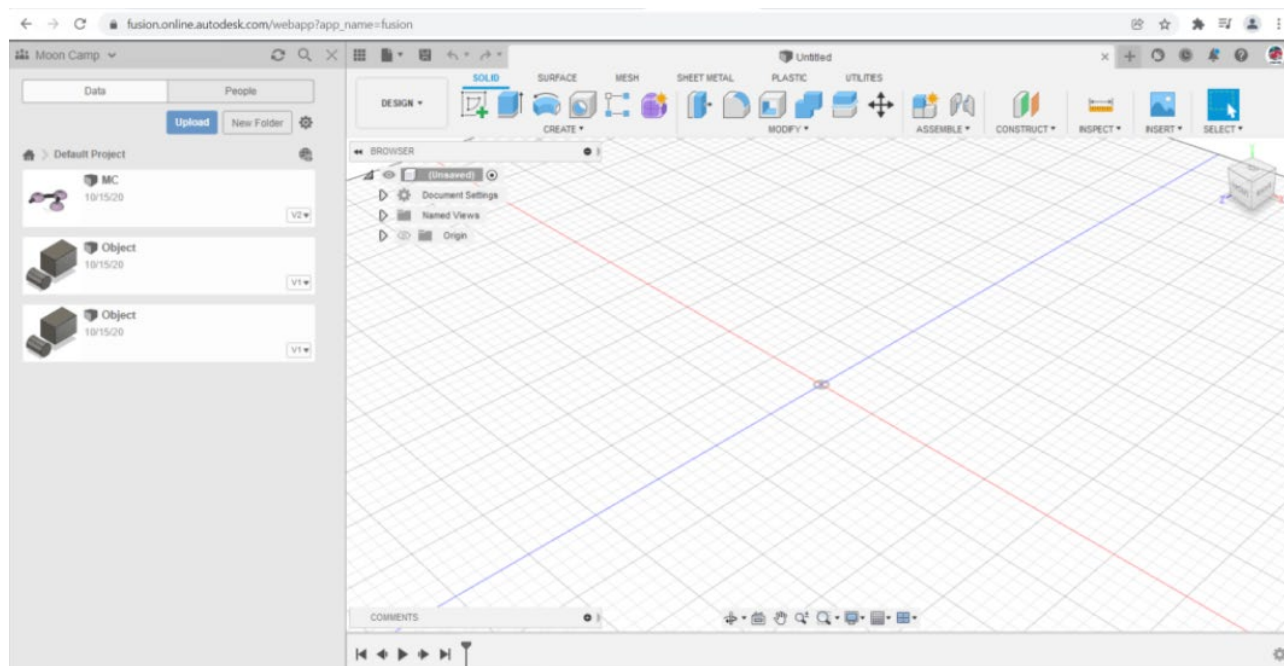 fusion.online.autodesk.com/webapp?app_name=fusion
Moon Camp
Untitled
Data People
Upload New Folder
Default Project
MC
10/15/20
V2
Object
10/15/20
V1
Object
10/15/20
V1
SOLID SURFACE MESH SHEET METAL PLASTIC UTILITIES
DESIGN
CREATE MODIFY ASSEMBLE CONSTRUCT INSPECT INSERT SELECT
BROWSER
(Unsaved)
Document Settings
Named Views
Origin
COMMENTS